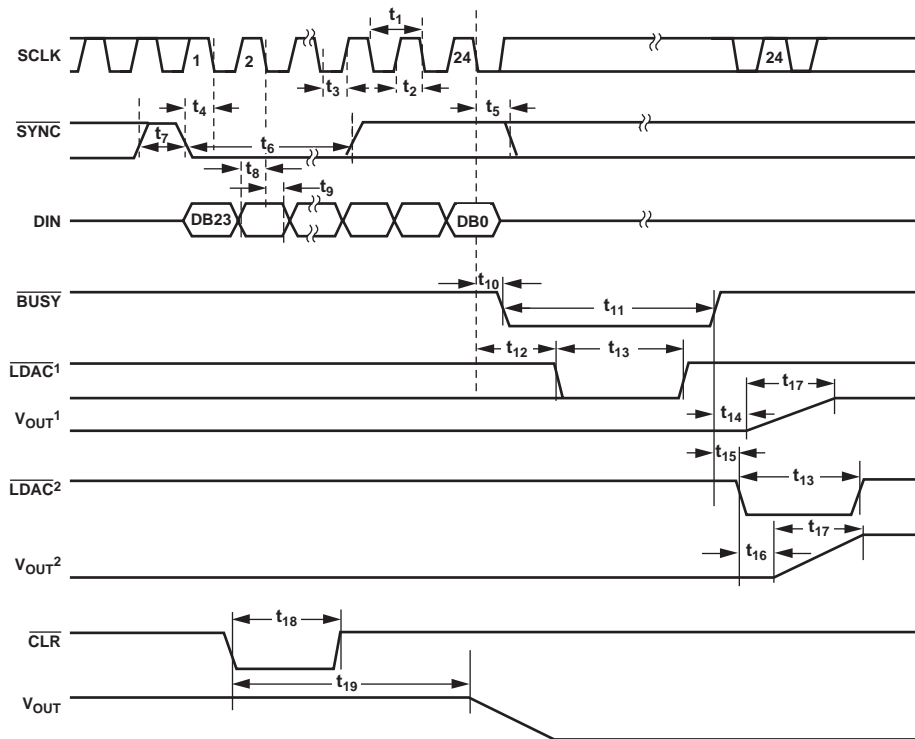 t1
SCLK
1
2
24
24
t3
t2
t4
t5
SYNC
t7
t6
t8
t9
DIN
DB23
DB0
t10
BUSY
t11
t12
t13
LDAC1
t17
VOUT1
t14
t15
LDAC2
t13
t17
VOUT2
t16
t18
CLR
t19
VOUT